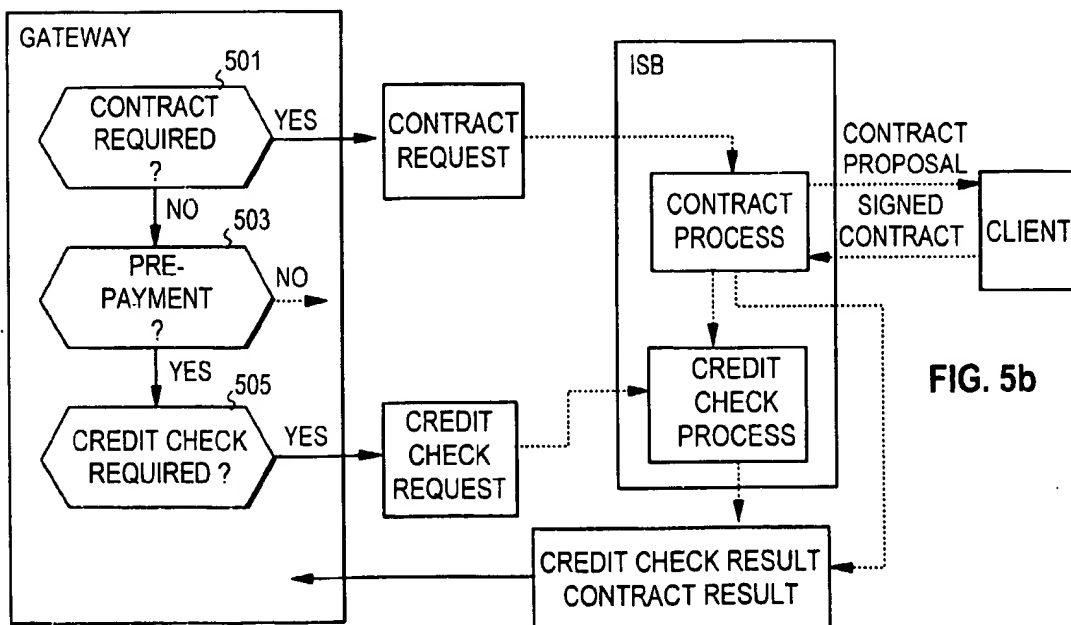 GATEWAY
501
CONTRACT
REQUIRED
?
YES
NO
CONTRACT
REQUEST
503
PRE-
PAYMENT
?
NO
YES
505
CREDIT CHECK
REQUIRED ?
YES
CREDIT
CHECK
REQUEST
ISB
CONTRACT
PROCESS
CREDIT
CHECK
PROCESS
CONTRACT
PROPOSAL
SIGNED
CONTRACT
CLIENT
CREDIT CHECK RESULT
CONTRACT RESULT
FIG. 5b